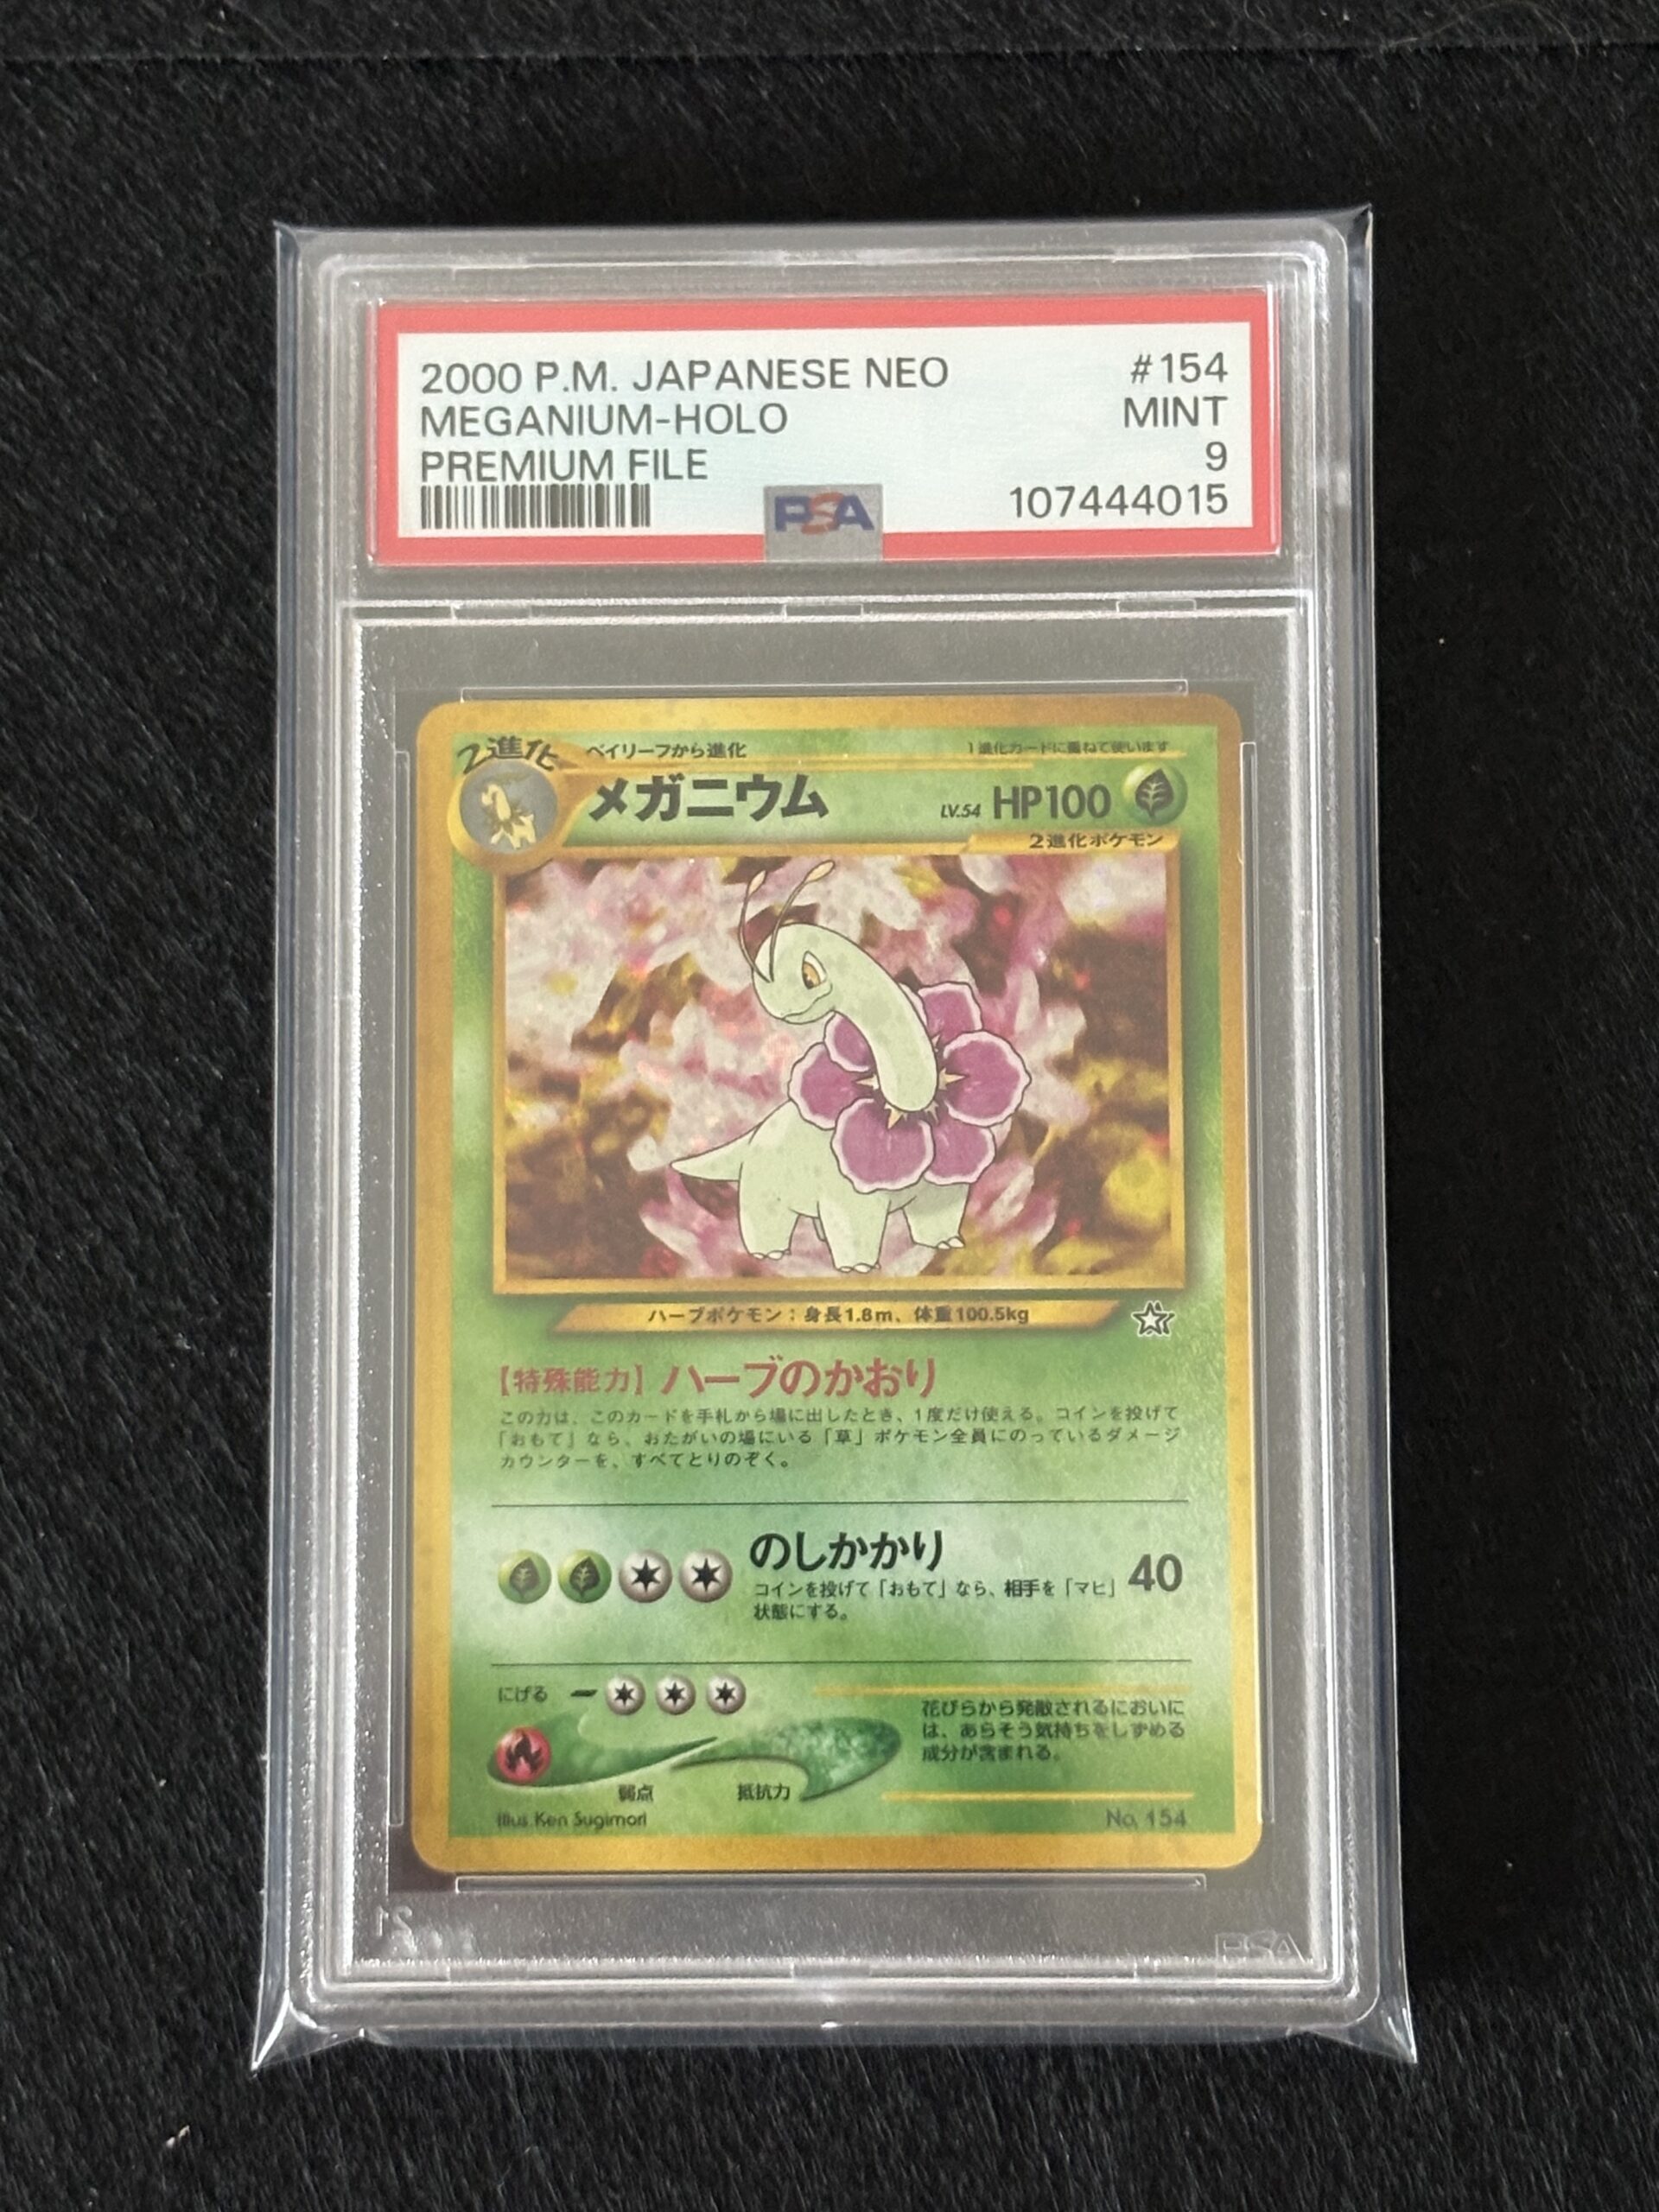 2000 P.M. JAPANESE NEO #154
MEGANIUM-HOLO MINT
PREMIUM FILE 9
PSA 107444015
2進化 ベイリーフから進化 1進化カードに重ねて使います
メガニウム LV.54 HP100
2進化ポケモン
ハーブポケモン：身長1.8m、体重100.5kg
【特殊能力】ハーブのかおり
この力は、このカードを手札から場に出したとき、1度だけ使える。コインを投げて
「おもて」なら、おたがいの場にいる「草」ポケモン全員にのっているダメージ
カウンターを、すべてとりのぞく。
のしかかり 40
コインを投げて「おもて」なら、相手を「マヒ」
状態にする。
にげる
花びらから発散されるにおいに
は、あらそう気持ちをしずめる
成分が含まれる。
弱点 抵抗力
Illus. Ken Sugimori No. 154
PSA